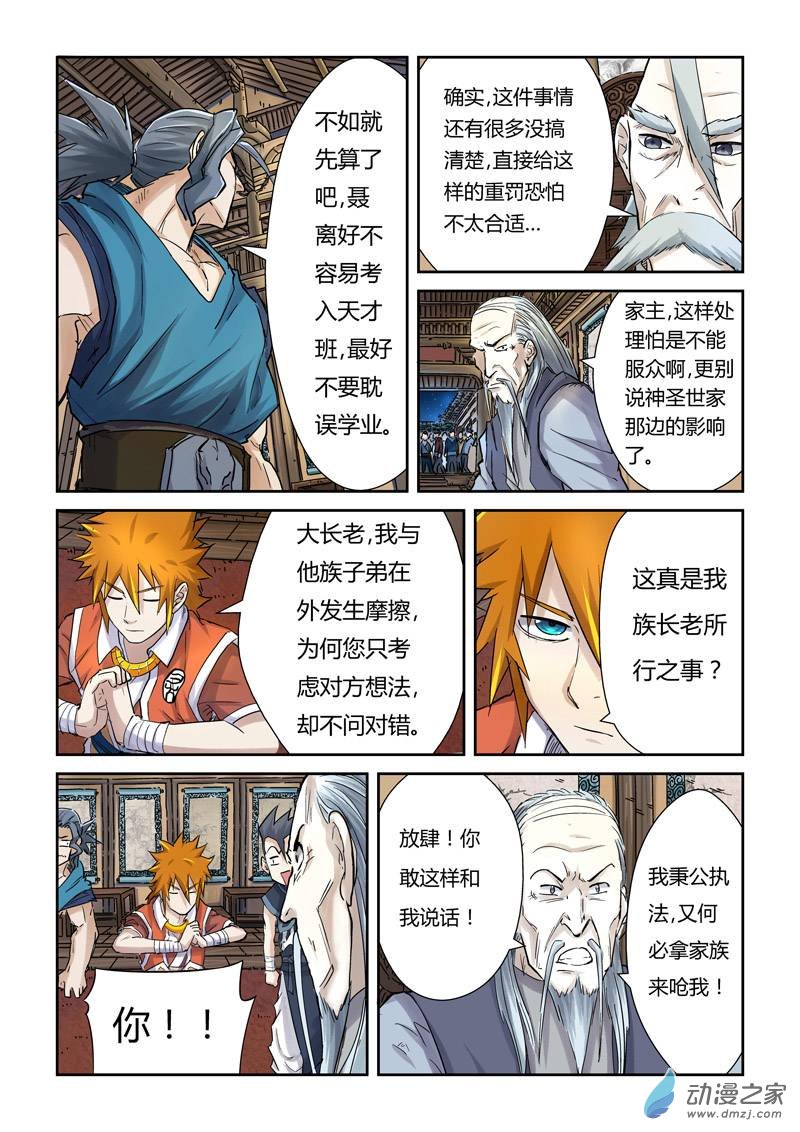 不如就
先算了
吧,聂
离好不
容易考
入天才
班,最好
不要耽
误学业。
确实,这件事情
还有很多没搞
清楚,直接给这
样的重罚恐怕
不太合适...
家主,这样处
理怕是不能
服众啊,更别
说神圣世家
那边的影响
了。
大长老,我与
他族子弟在
外发生摩擦,
为何您只考
虑对方想法,
却不问对错。
这真是我
族长老所
行之事?
你!!
放肆!你
敢这样和
我说话!
我秉公执
法,又何
必拿家族
来呛我!
动漫之家
www.dmzj.com